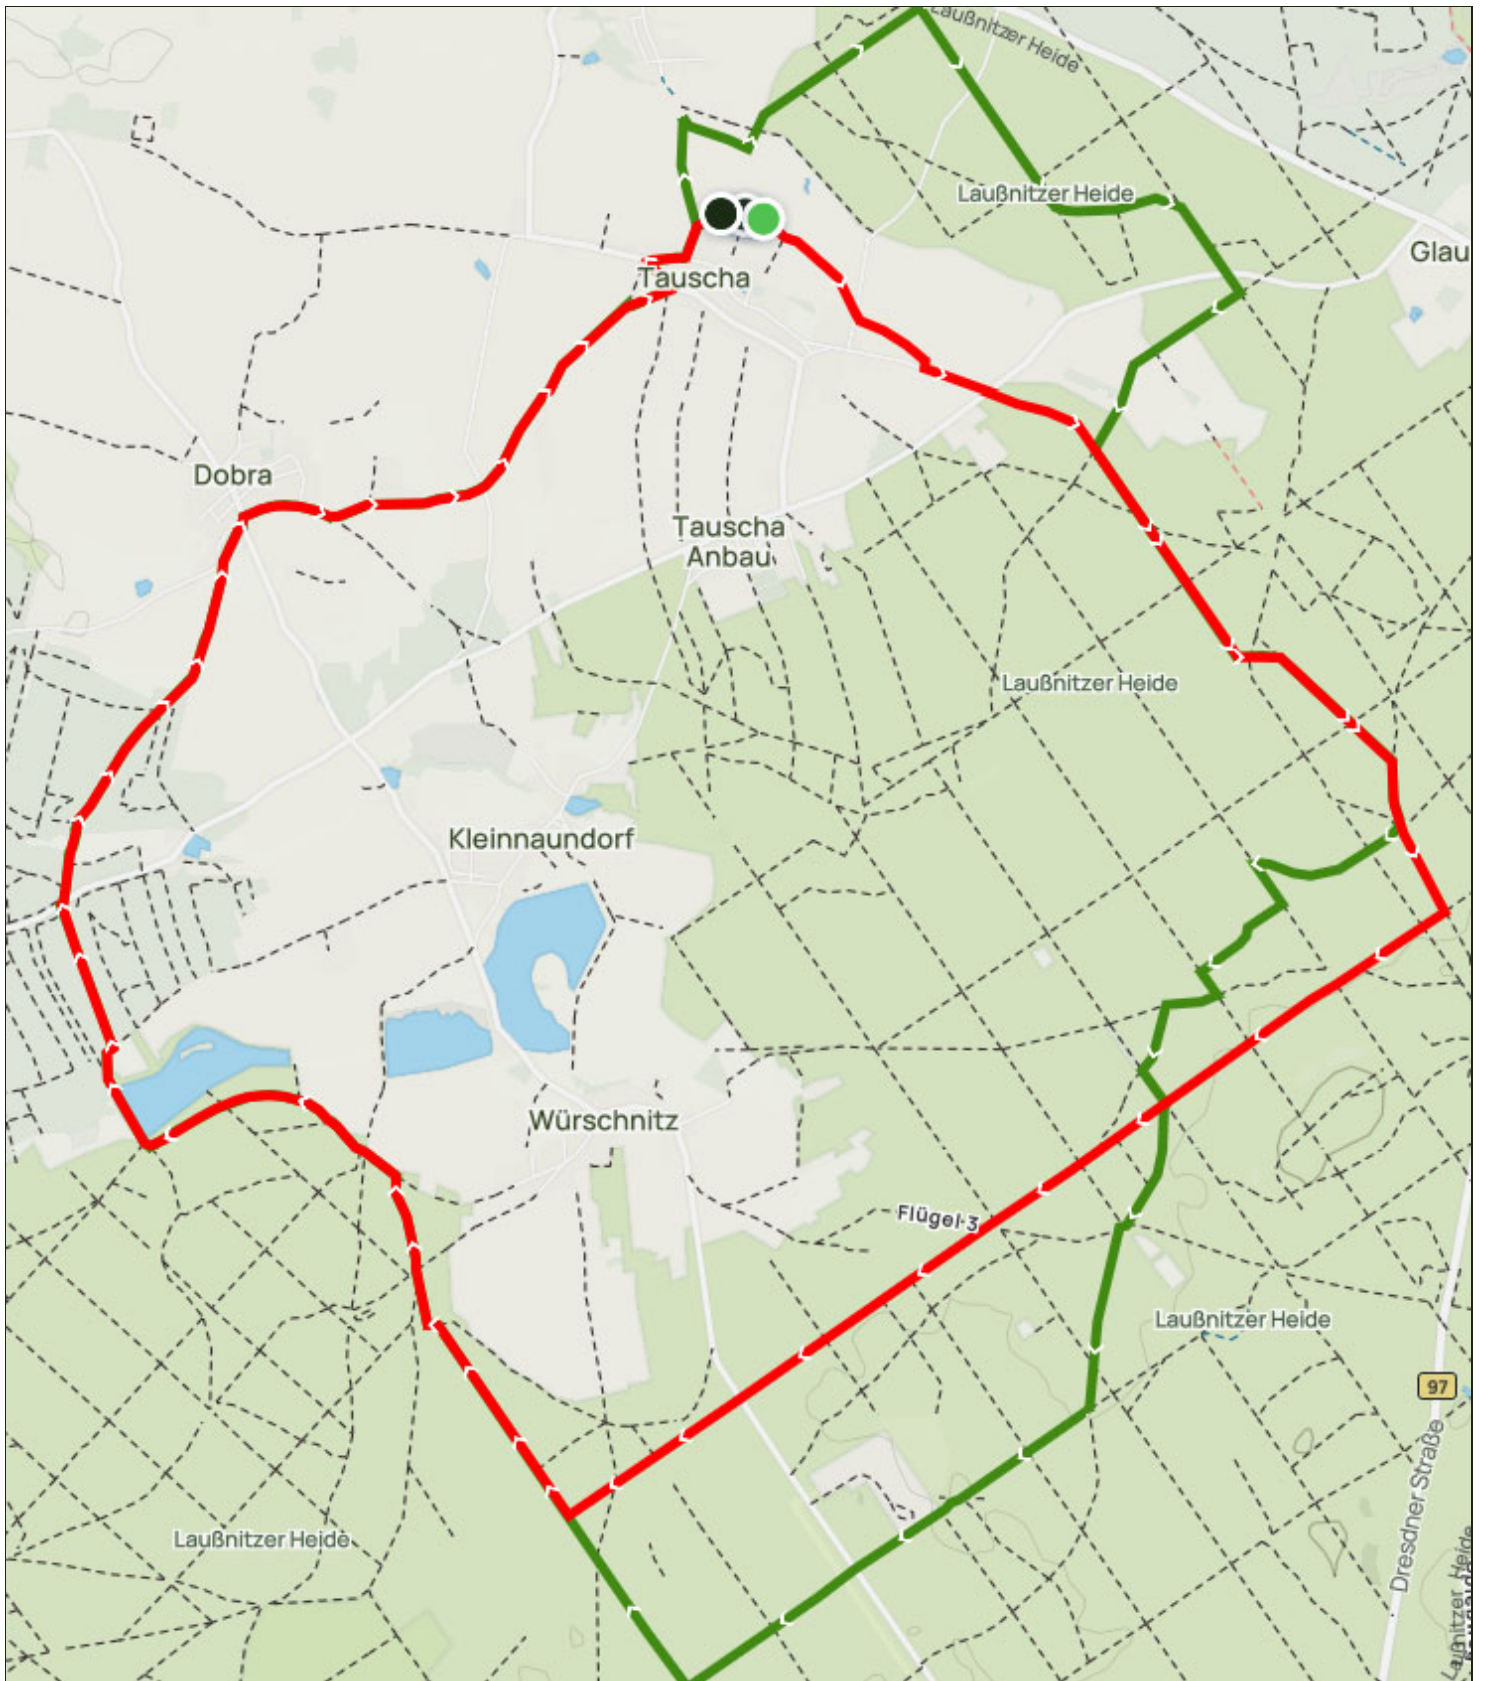 Laußnitzer Heide
Laußnitzer Heide
Glau
Tauscha
Dobra
Tauscha
Anbau
Laußnitzer Heide
Kleinnaundorf
Würschnitz
Flügel 3
Laußnitzer Heide
97
Dresdner Straße
Laußnitzer Heide